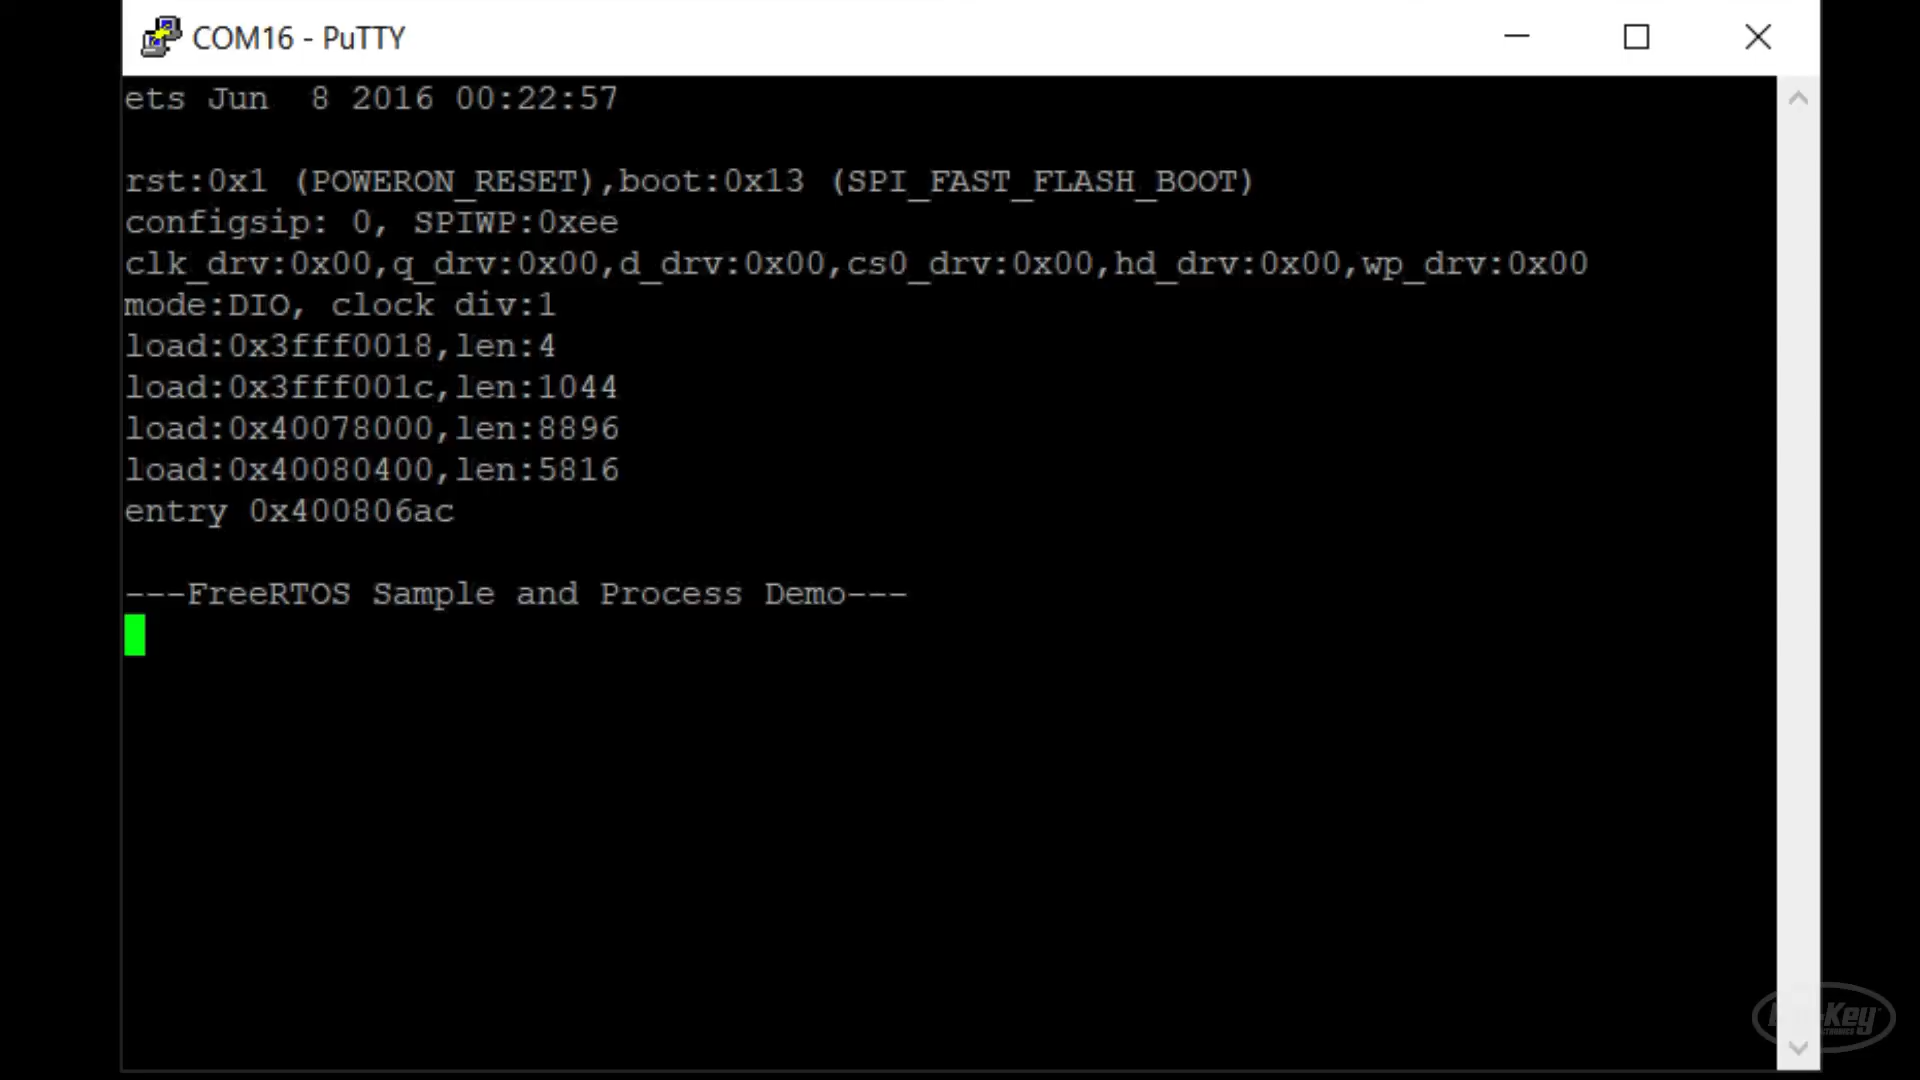 COM16 - PuTTY
ets Jun  8 2016 00:22:57
rst:0x1 (POWERON_RESET),boot:0x13 (SPI_FAST_FLASH_BOOT)
configsip: 0, SPIWP:0xee
clk_drv:0x00,q_drv:0x00,d_drv:0x00,cs0_drv:0x00,hd_drv:0x00,wp_drv:0x00
mode:DIO, clock div:1
load:0x3fff0018,len:4
load:0x3fff001c,len:1044
load:0x40078000,len:8896
load:0x40080400,len:5816
entry 0x400806ac
---FreeRTOS Sample and Process Demo---